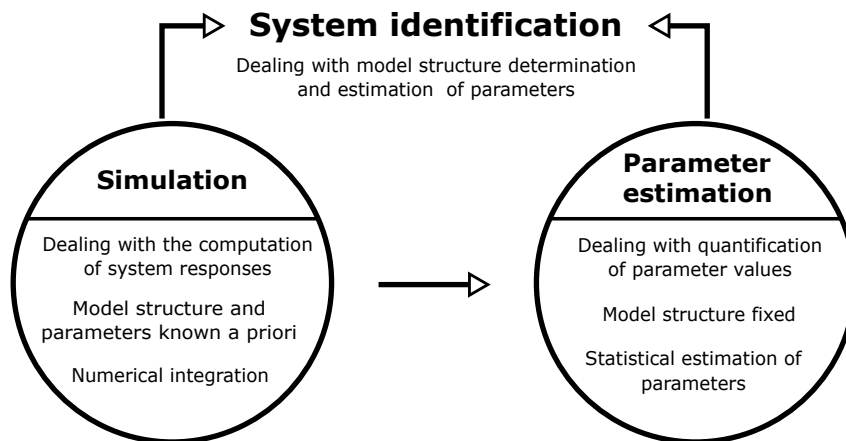 System identification
Dealing with model structure determination
and estimation of parameters
Simulation
Dealing with the computation
of system responses
Model structure and
parameters known a priori
Numerical integration
Parameter
estimation
Dealing with quantification
of parameter values
Model structure fixed
Statistical estimation of
parameters